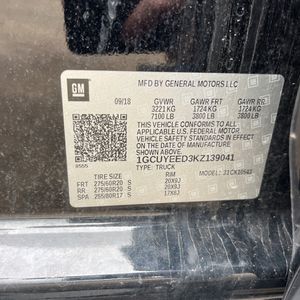 GM
MFD BY GENERAL MOTORS LLC
09/18 GVWR GAWR FRT GAWR RR
3221 KG 1724 KG 1724 KG
7100 LB 3800 LB 3800 LB
THIS VEHICLE CONFORMS TO ALL
APPLICABLE U.S. FEDERAL MOTOR
VEHICLE SAFETY STANDARDS IN
EFFECT ON THE DATE OF
MANUFACTURE SHOWN ABOVE.
1GCUYEED3KZ139041
TYPE: TRUCK MODEL:
TIRE SIZE RIM
FRT 275/60R20 S 20X9J
RR 275/60R20 S 20X9J
SPA 255/80R17 S 17X8J